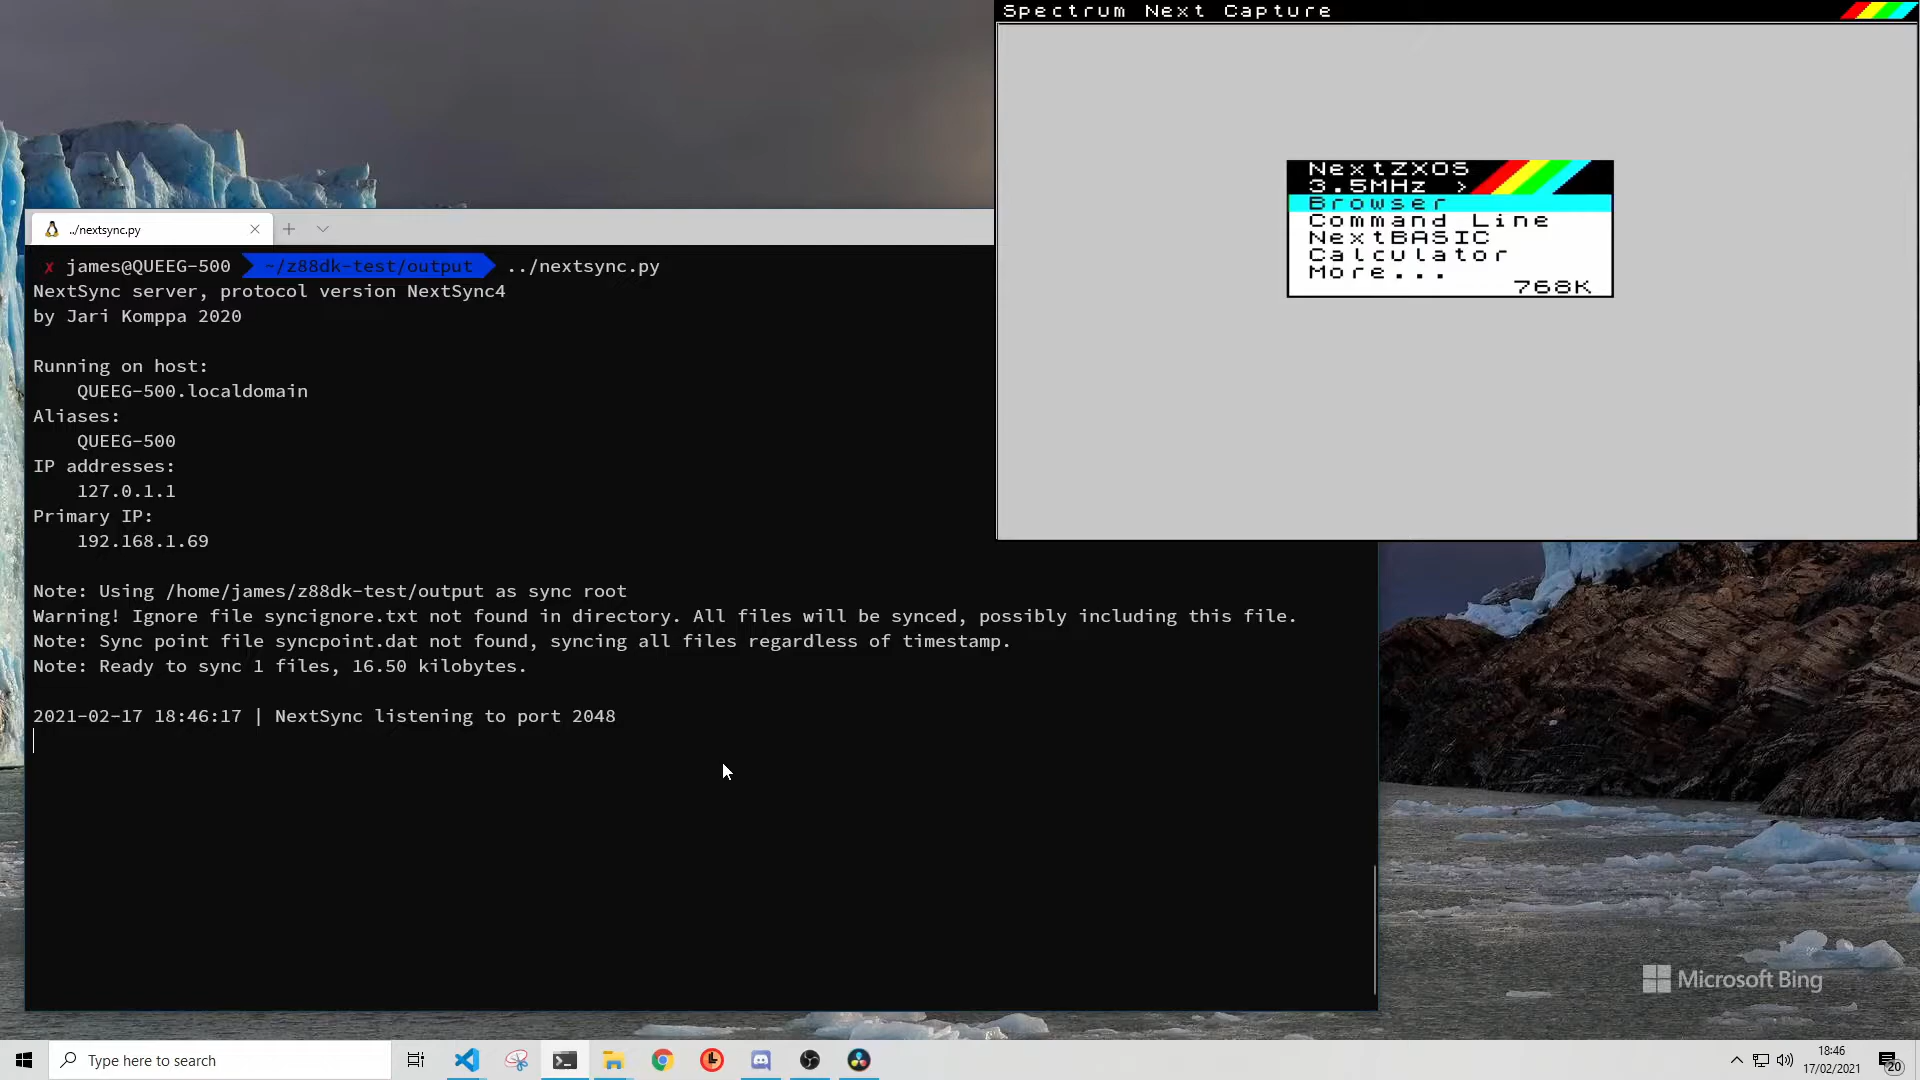 Spectrum Next Capture
NextZXOS
3.5MHz >
Browser
Command Line
NextBASIC
Calculator
More...
768K
../nextsync.py
✗ james@QUEEG-500 ~/z88dk-test/output ../nextsync.py
NextSync server, protocol version NextSync4
by Jari Komppa 2020
Running on host:
QUEEG-500.localdomain
Aliases:
QUEEG-500
IP addresses:
127.0.1.1
Primary IP:
192.168.1.69
Note: Using /home/james/z88dk-test/output as sync root
Warning! Ignore file syncignore.txt not found in directory. All files will be synced, possibly including this file.
Note: Sync point file syncpoint.dat not found, syncing all files regardless of timestamp.
Note: Ready to sync 1 files, 16.50 kilobytes.
2021-02-17 18:46:17 | NextSync listening to port 2048
Microsoft Bing
Type here to search
18:46
17/02/2021
20